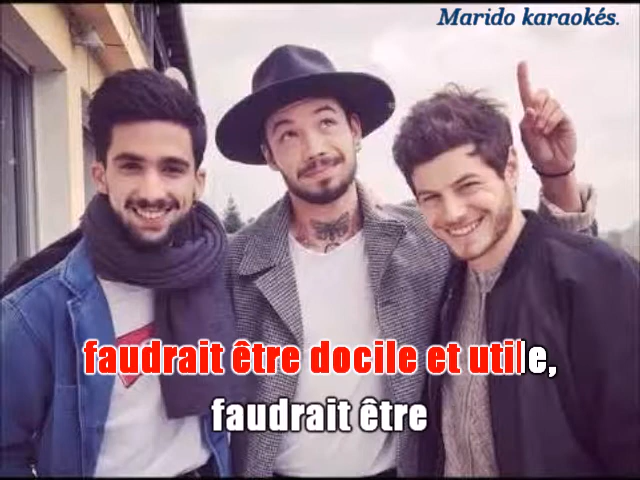 Marido karaokés.
faudrait être docile et utile,
faudrait être